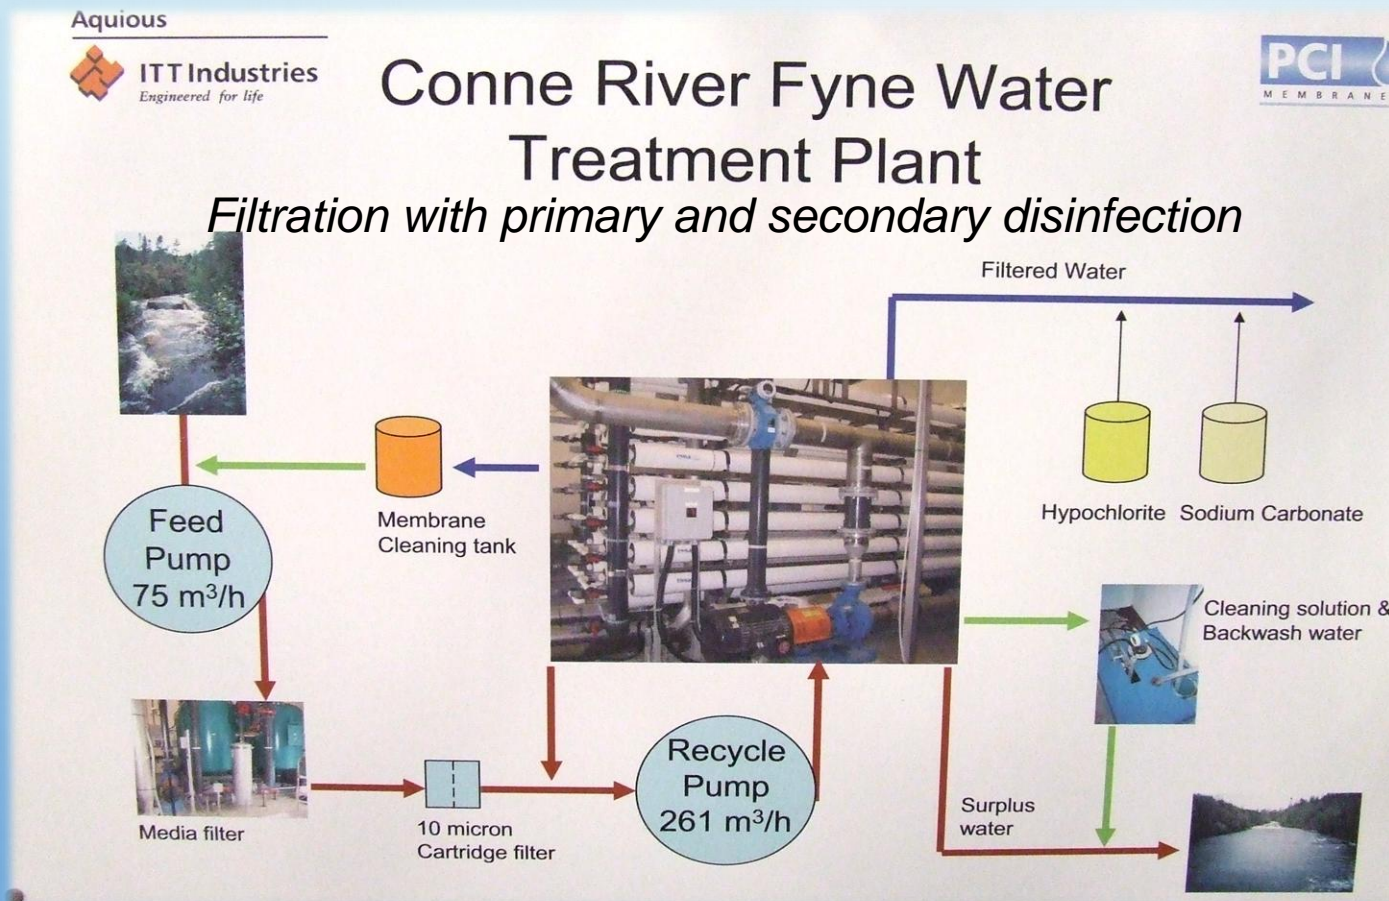 Aquious
ITT Industries
Engineered for life
PCI
MEMBRANE
Conne River Fyne Water
Treatment Plant
Filtration with primary and secondary disinfection
Filtered Water
Hypochlorite
Sodium Carbonate
Membrane
Cleaning tank
Feed
Pump
75 m³/h
Cleaning solution &
Backwash water
Media filter
10 micron
Cartridge filter
Recycle
Pump
261 m³/h
Surplus
water